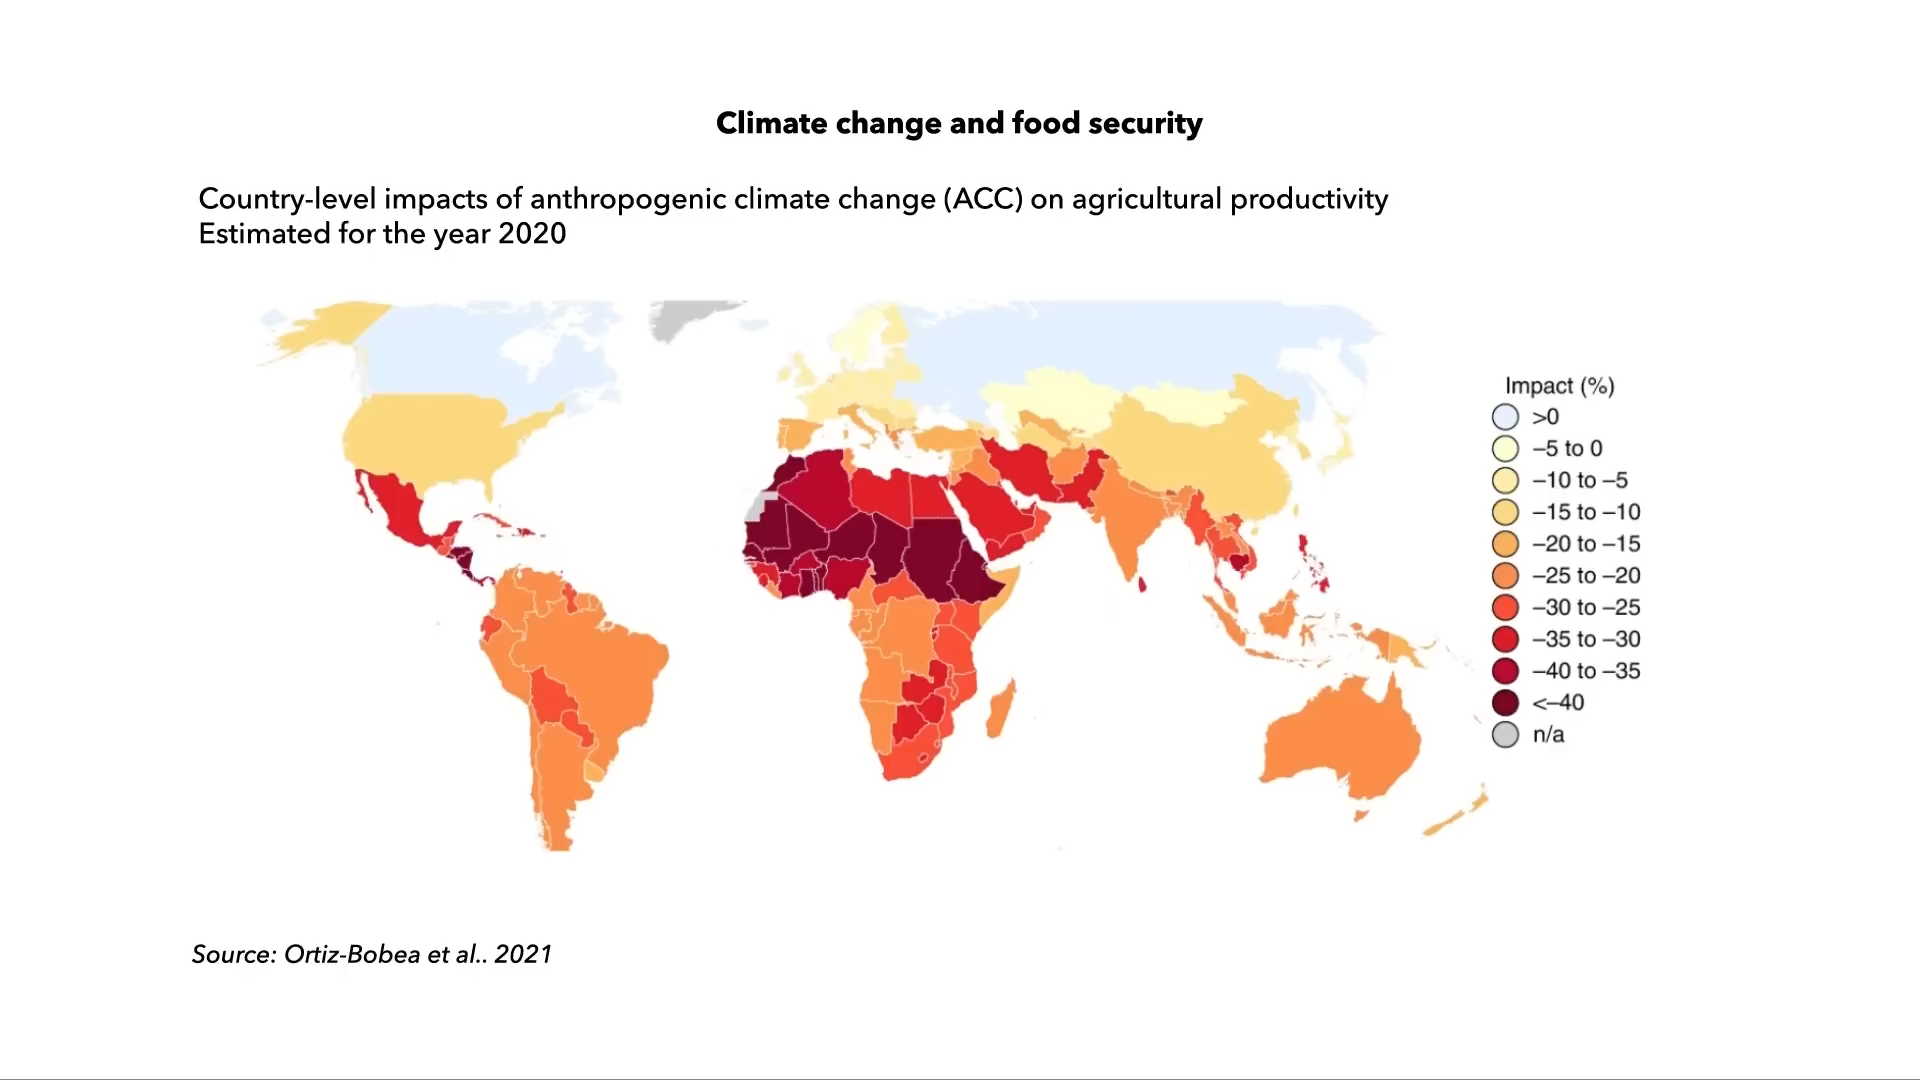 Climate change and food security
Country-level impacts of anthropogenic climate change (ACC) on agricultural productivity
Estimated for the year 2020
Impact (%)
>0
–5 to 0
–10 to –5
–15 to –10
–20 to –15
–25 to –20
–30 to –25
–35 to –30
–40 to –35
<–40
n/a
Source: Ortiz-Bobea et al.. 2021